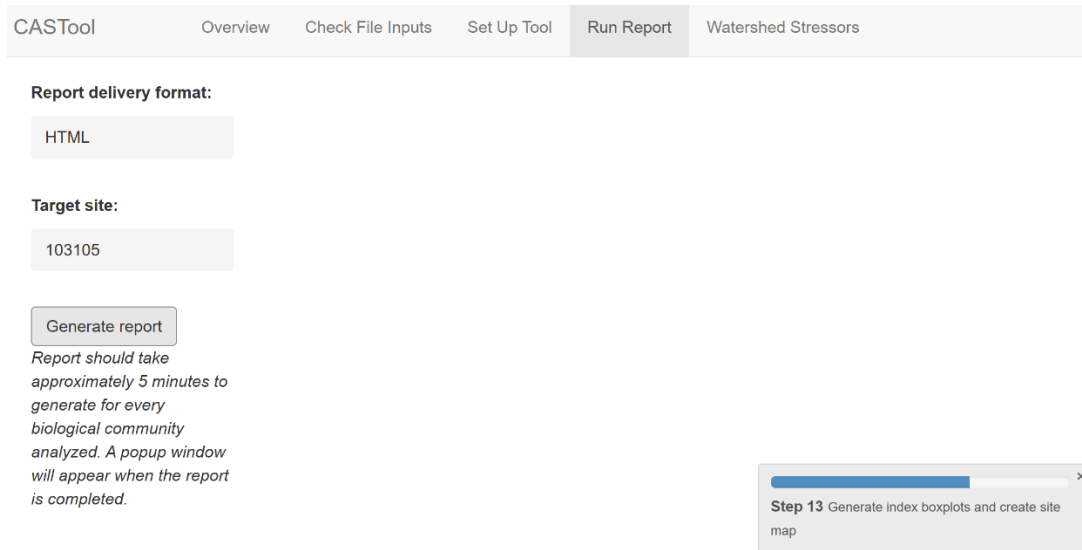 CASTool Overview Check File Inputs Set Up Tool Run Report Watershed Stressors
Report delivery format:
HTML
Target site:
103105
Generate report
Report should take
approximately 5 minutes to
generate for every
biological community
analyzed. A popup window
will appear when the report
is completed.
×
Step 13 Generate index boxplots and create site
map